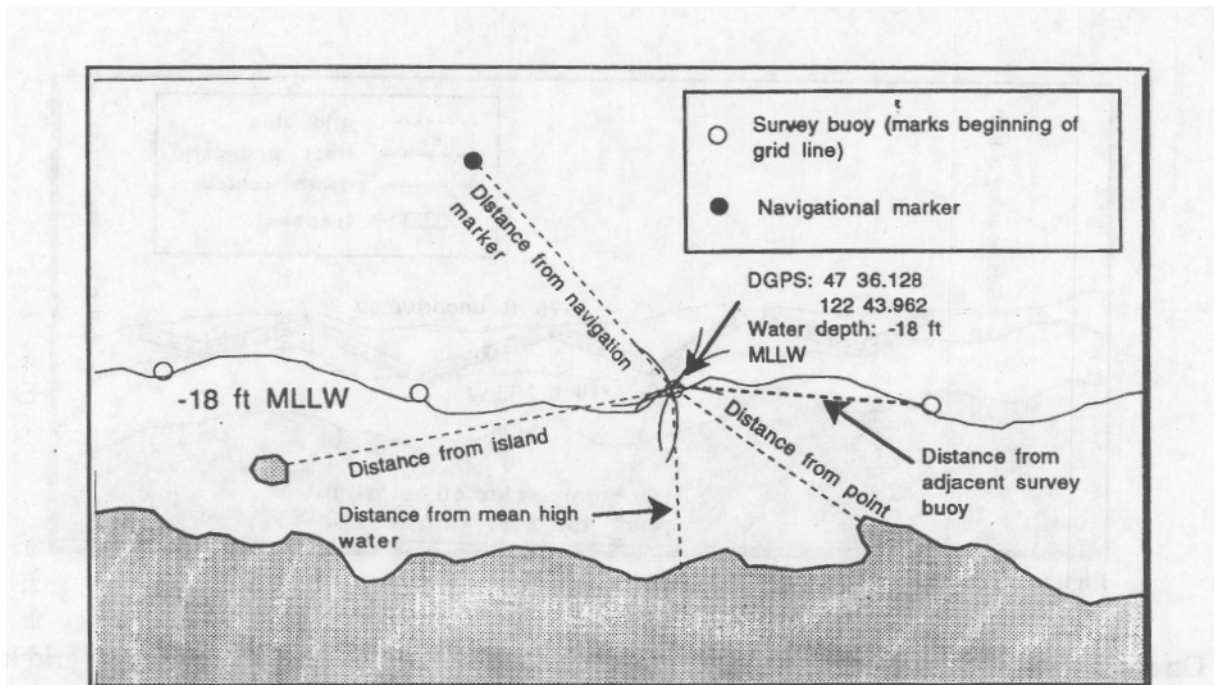 Survey buoy (marks beginning of
grid line)
Navigational marker
Distance from navigation
marker
DGPS: 47 36.128
122 43.962
Water depth: -18 ft
MLLW
-18 ft MLLW
Distance from island
Distance from point
Distance from
adjacent survey
buoy
Distance from mean high
water
On